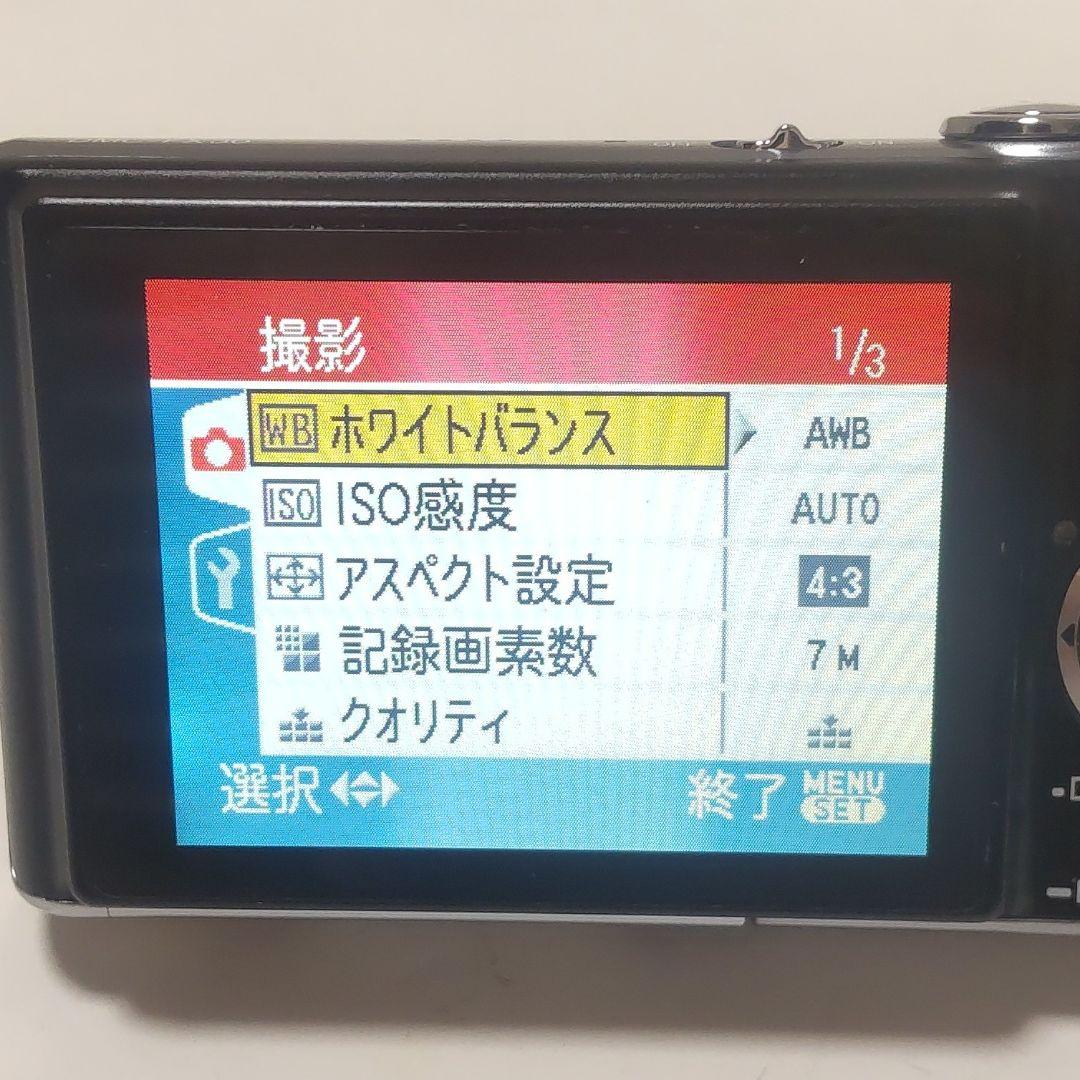 OFF ON
撮影 1/3
WB ホワイトバランス AWB
ISO ISO感度 AUTO
アスペクト設定 4:3
記録画素数 7M
クオリティ
選択 終了 MENU
SET